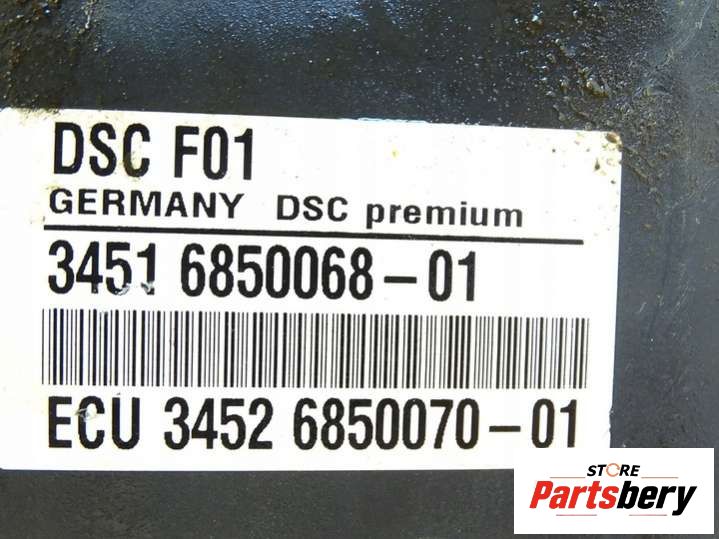 DSC F01
GERMANY DSC premium
3451 6850068-01
ECU 3452 6850070-01
STORE
Partsbery